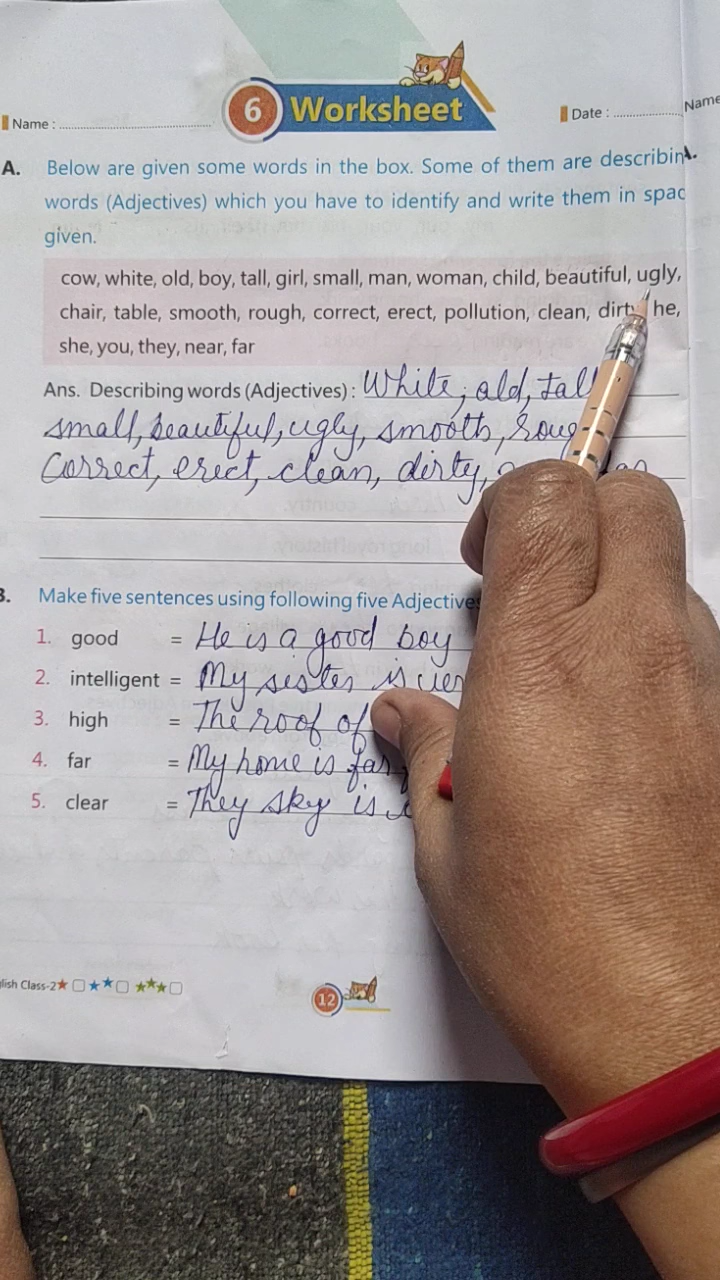 Name :
6 Worksheet
Date :
Name
A. Below are given some words in the box. Some of them are describin
words (Adjectives) which you have to identify and write them in spac
given.
cow, white, old, boy, tall, girl, small, man, woman, child, beautiful, ugly,
chair, table, smooth, rough, correct, erect, pollution, clean, dirty he,
she, you, they, near, far
Ans. Describing words (Adjectives) : White, old, tall
small, beautiful, ugly, smooth, roug
Correct, erect, clean, dirty,
B. Make five sentences using following five Adjective
1. good = He is a good boy
2. intelligent = My sister is ver
3. high = The roof of
4. far = My home is far
5. clear = They sky is
lish Class-2
12